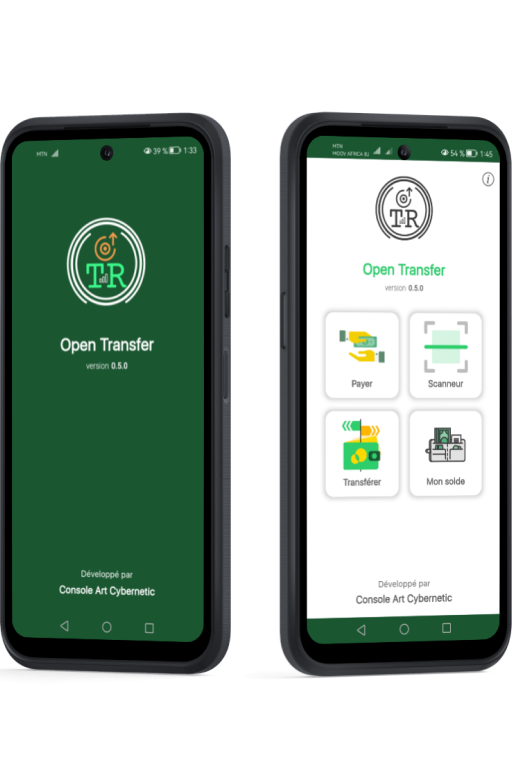 MTN
39 % 1:33
TR
Open Transfer
version 0.5.0
Développé par
Console Art Cybernetic
MTN
MOOV AFRICA BJ
54 % 1:45
i
TR
Open Transfer
version 0.5.0
Payer
Scanneur
Transférer
Mon solde
Développé par
Console Art Cybernetic